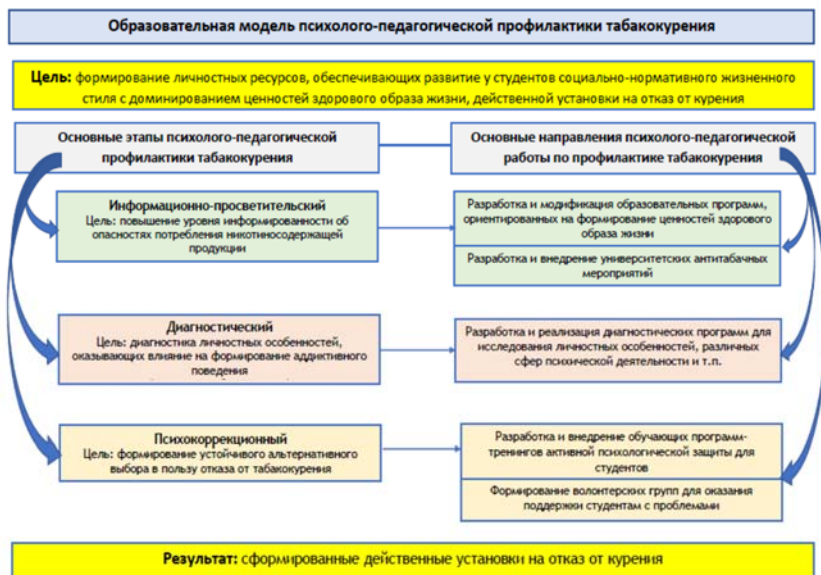 Образовательная модель психолого-педагогической профилактики табакокурения
Цель: формирование личностных ресурсов, обеспечивающих развитие у студентов социально-нормативного жизненного
стиля с доминированием ценностей здорового образа жизни, действенной установки на отказ от курения
Основные этапы психолого-педагогической
профилактики табакокурения
Основные направления психолого-педагогической
работы по профилактике табакокурения
Информационно-просветительский
Цель: повышение уровня информированности об
опасностях потребления никотиносодержащей
продукции
Разработка и модификация образовательных программ,
ориентированных на формирование ценностей здорового
образа жизни
Разработка и внедрение университетских антитабачных
мероприятий
Диагностический
Цель: диагностика личностных особенностей,
оказывающих влияние на формирование аддиктивного
поведения
Разработка и реализация диагностических программ для
исследования личностных особенностей, различных
сфер психической деятельности и т.п.
Психокоррекционный
Цель: формирование устойчивого альтернативного
выбора в пользу отказа от табакокурения
Разработка и внедрение обучающих программ-
тренингов активной психологической защиты для
студентов
Формирование волонтерских групп для оказания
поддержки студентам с проблемами
Результат: сформированные действенные установки на отказ от курения